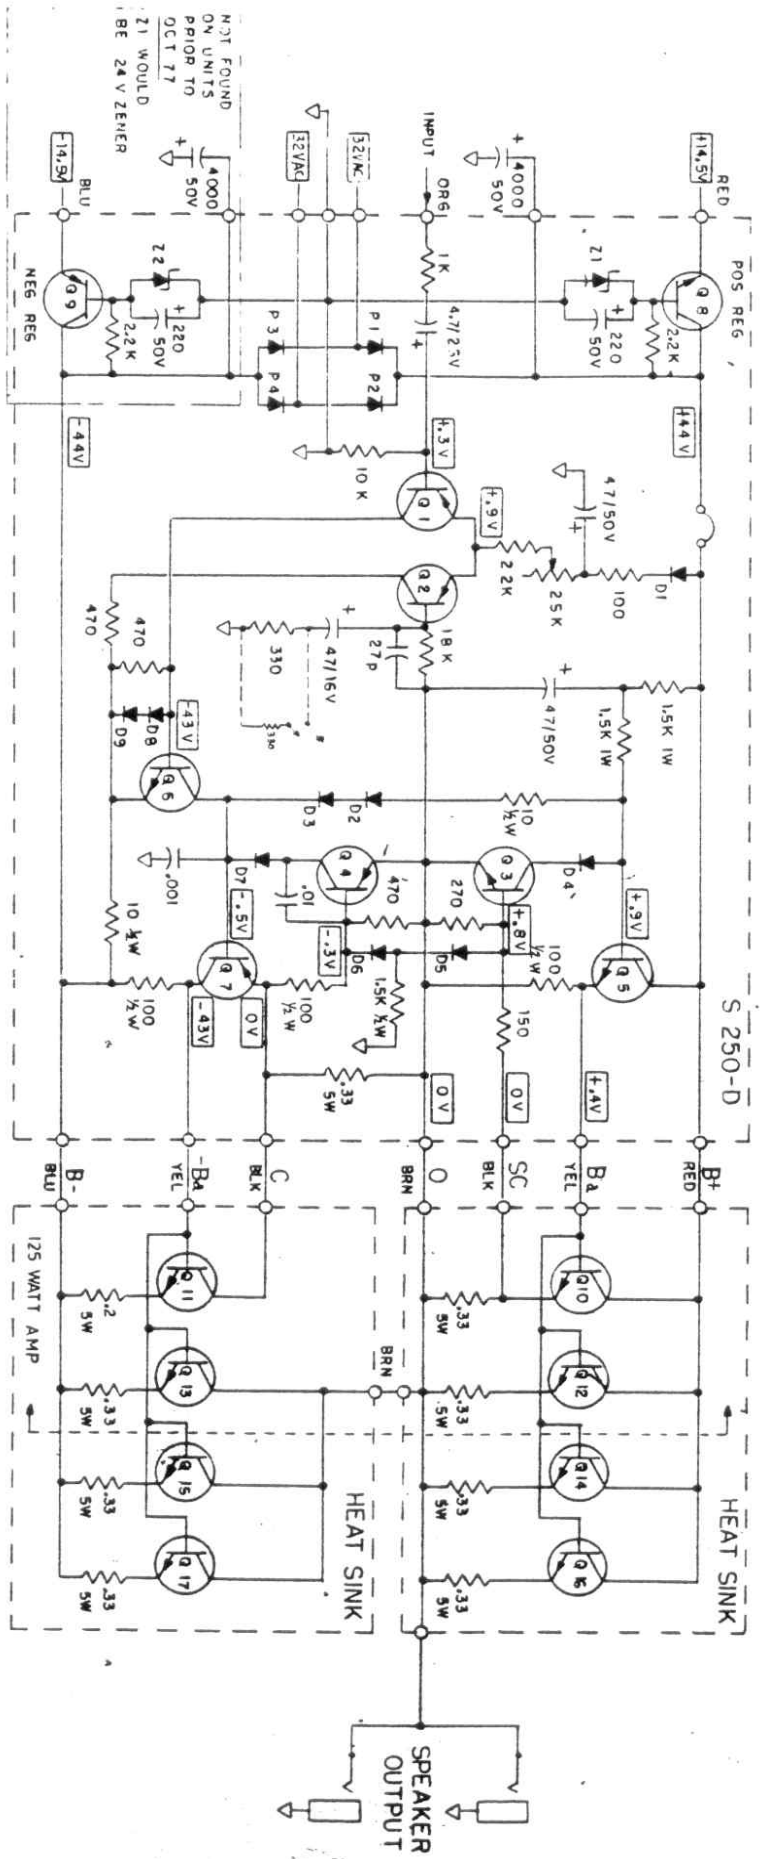 NOT FOUND
ON UNITS
PRIOR TO
OCT 77
Z1 WOULD
BE 24 V ZENER
+14.5V
RED
POS REG
Q8
Z1
220
50V
2.2K
+44V
+
4000
50V
INPUT
ORG
1K
4.7/25V
+
32VAC
32VAC
P1
P2
P3
P4
+
4000
50V
-14.5V
BLU
NEG REG
Q9
Z2
+
220
50V
2.2K
-44V
+.3V
10K
Q1
+.9V
2.2K
25K
47/50V
+
100
D1
Q2
18K
27p
+
47/16V
330
330
470
470
-43V
D8
D9
Q6
+
47/50V
1.5K 1W
1.5K 1W
10
½W
D2
D3
D4
Q3
+.8V
270
470
Q4
.01
D7
.001
-.5V
-.3V
D5
D6
1.5K ½W
+.9V
Q5
100
½W
150
Q7
-43V
0V
100
½W
100
½W
10 ½W
.33
5W
0V
0V
+.4V
S 250-D
B+
RED
Ba
YEL
SC
BLK
O
BRN
C
BLK
-Ba
YEL
B-
BLU
Q10
.33
5W
Q12
.33
5W
Q14
.33
5W
Q16
.33
5W
HEAT SINK
BRN
Q11
.2
5W
Q13
.33
5W
Q15
.33
5W
Q17
.33
5W
HEAT SINK
125 WATT AMP
SPEAKER
OUTPUT